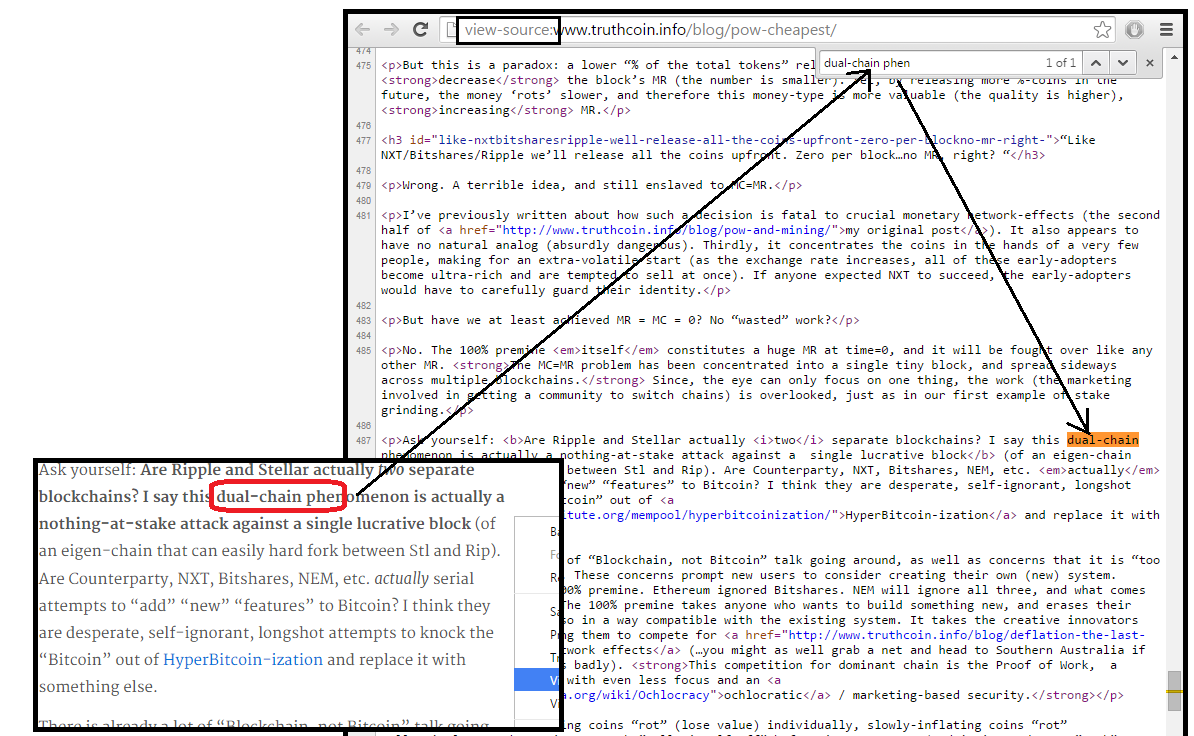 view-source:www.truthcoin.info/blog/pow-cheapest/
dual-chain phen 1 of 1
474
475 <p>But this is a paradox: a lower “% of the total tokens” rel
<strong>decrease</strong> the block’s MR (the number is smaller). Yet, by releasing more %-coins in the
future, the money ‘rots’ slower, and therefore this money-type is more valuable (the quality is higher),
<strong>increasing</strong> MR.</p>
476
477 <h3 id="like-nxtbitsharesripple-well-release-all-the-coins-upfront-zero-per-blockno-mr-right-">“Like
NXT/Bitshares/Ripple we’ll release all the coins upfront. Zero per block…no MR, right? “</h3>
478
479 <p>Wrong. A terrible idea, and still enslaved to MC=MR.</p>
480
481 <p>I’ve previously written about how such a decision is fatal to crucial monetary network-effects (the second
half of <a href="http://www.truthcoin.info/blog/pow-and-mining/">my original post</a>). It also appears to
have no natural analog (absurdly dangerous). Thirdly, it concentrates the coins in the hands of a very few
people, making for an extra-volatile start (as the exchange rate increases, all of these early-adopters
become ultra-rich and are tempted to sell at once). If anyone expected NXT to succeed, the early-adopters
would have to carefully guard their identity.</p>
482
483 <p>But have we at least achieved MR = MC = 0? No “wasted” work?</p>
484
485 <p>No. The 100% premine <em>itself</em> constitutes a huge MR at time=0, and it will be fought over like any
other MR. <strong>The MC=MR problem has been concentrated into a single tiny block, and spread sideways
across multiple blockchains.</strong> Since, the eye can only focus on one thing, the work (the marketing
involved in getting a community to switch chains) is overlooked, just as in our first example of stake
grinding.</p>
486
487 <p>Ask yourself: <b>Are Ripple and Stellar actually <i>two</i> separate blockchains? I say this dual-chain
phenomenon is actually a nothing-at-stake attack against a single lucrative block</b> (of an eigen-chain
between Stl and Rip). Are Counterparty, NXT, Bitshares, NEM, etc. <em>actually</em>
“new” “features” to Bitcoin? I think they are desperate, self-ignorant, longshot
coin” out of <a
itute.org/mempool/hyperbitcoinization/">HyperBitcoin-ization</a> and replace it with
of “Blockchain, not Bitcoin” talk going around, as well as concerns that it is “too
These concerns prompt new users to consider creating their own (new) system.
00% premine. Ethereum ignored Bitshares. NEM will ignore all three, and what comes
The 100% premine takes anyone who wants to build something new, and erases their
so in a way compatible with the existing system. It takes the creative innovators
ng them to compete for <a href="http://www.truthcoin.info/blog/deflation-the-last-
twork effects</a> (…you might as well grab a net and head to Southern Australia if
badly). <strong>This competition for dominant chain is the Proof of Work, a
with even less focus and an <a
a.org/wiki/Ochlocracy">ochlocratic</a> / marketing-based security.</strong></p>
ng coins “rot” (lose value) individually, slowly-inflating coins “rot”
Ask yourself: Are Ripple and Stellar actually two separate
blockchains? I say this dual-chain phenomenon is actually a
nothing-at-stake attack against a single lucrative block (of
an eigen-chain that can easily hard fork between Stl and Rip).
Are Counterparty, NXT, Bitshares, NEM, etc. actually serial
attempts to “add” “new” “features” to Bitcoin? I think they
are desperate, self-ignorant, longshot attempts to knock the
“Bitcoin” out of HyperBitcoin-ization and replace it with
something else.
There is already a lot of “Blockchain, not Bitcoin” talk going